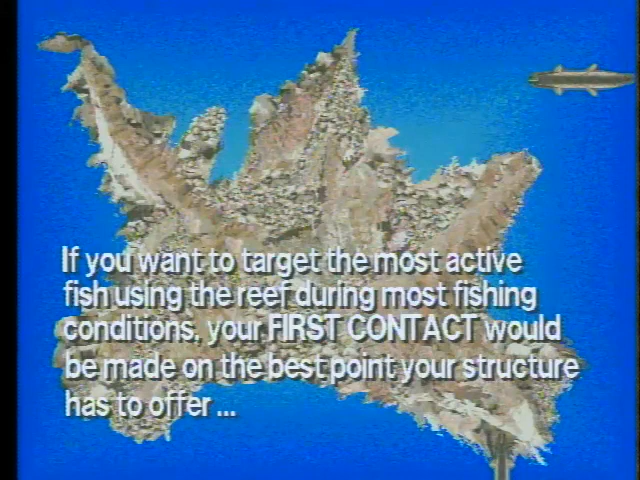 If you want to target the most active
fish using the reef during most fishing
conditions, your FIRST CONTACT would
be made on the best point your structure
has to offer ...